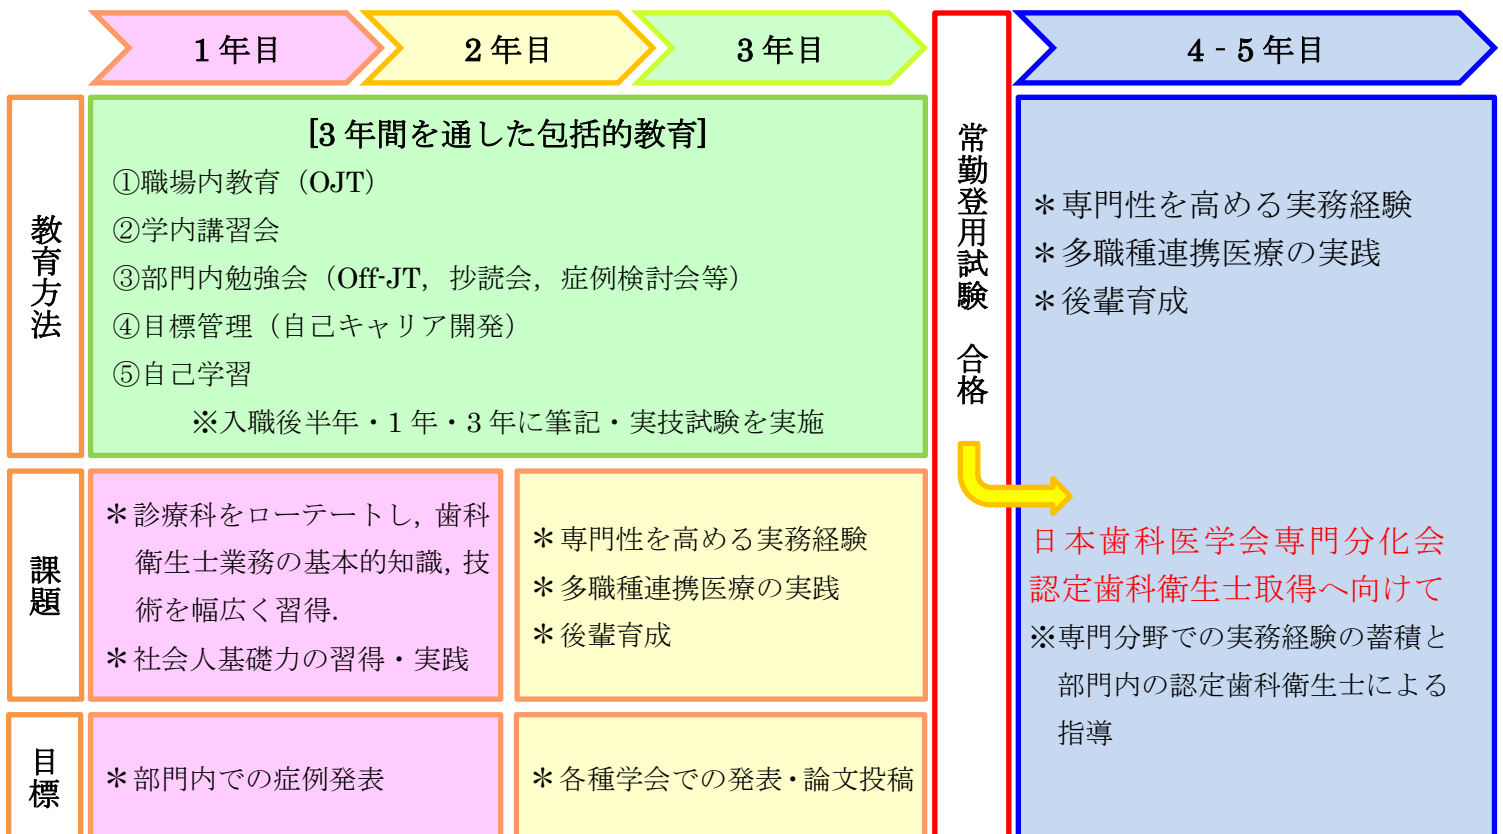 1年目
2年目
3年目
4‐5年目
教育方法
[3年間を通した包括的教育]
①職場内教育（OJT）
②学内講習会
③部門内勉強会（Off-JT，抄読会，症例検討会等）
④目標管理（自己キャリア開発）
⑤自己学習
※入職後半年・1年・3年に筆記・実技試験を実施
課題
＊診療科をローテートし，歯科
衛生士業務の基本的知識，技
術を幅広く習得．
＊社会人基礎力の習得・実践
＊専門性を高める実務経験
＊多職種連携医療の実践
＊後輩育成
目標
＊部門内での症例発表
＊各種学会での発表・論文投稿
常勤登用試験　合格
＊専門性を高める実務経験
＊多職種連携医療の実践
＊後輩育成
日本歯科医学会専門分化会
認定歯科衛生士取得へ向けて
※専門分野での実務経験の蓄積と
部門内の認定歯科衛生士による
指導